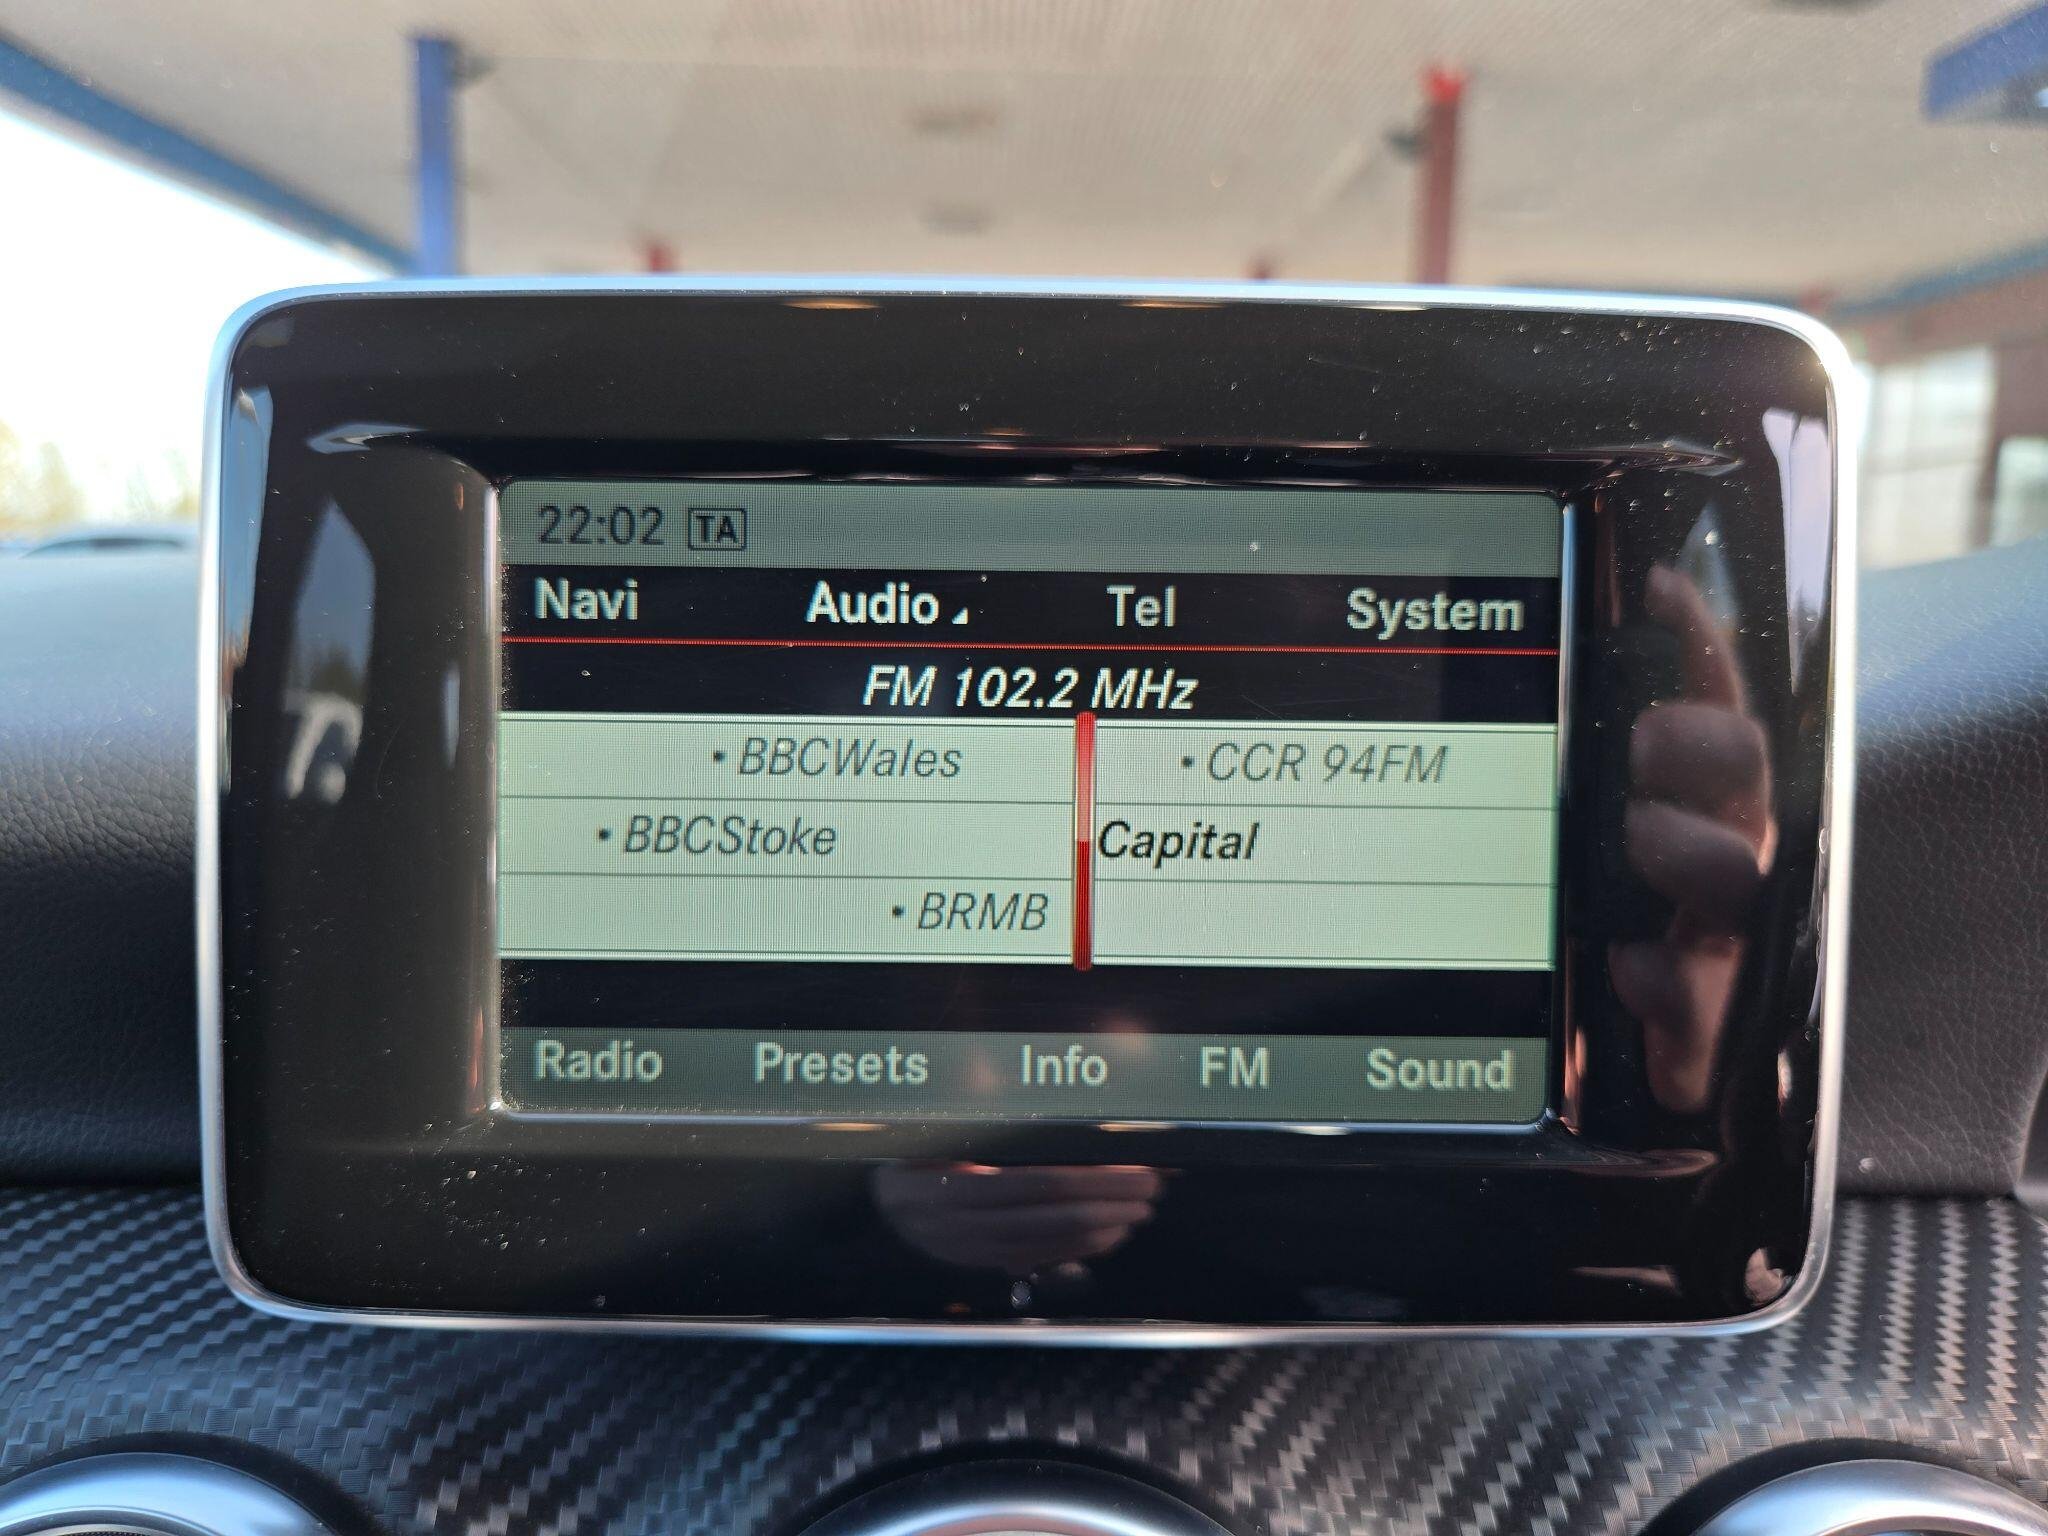 22:02 TA
Navi Audio Tel System
FM 102.2 MHz
• BBCWales • CCR 94FM
• BBCStoke Capital
• BRMB
Radio Presets Info FM Sound